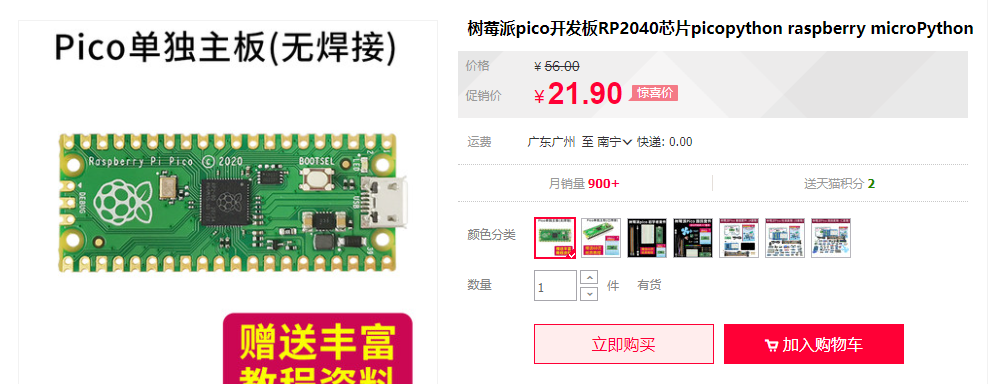 Pico单独主板(无焊接)
Raspberry Pi Pico © 2020
BOOTSEL
LED
USB
DEBUG
赠送丰富
教程资料
树莓派pico开发板RP2040芯片picopython raspberry microPython
价格 ¥ 56.00
促销价 ¥ 21.90 惊喜价
运费 广东广州 至 南宁 快递: 0.00
月销量 900+ 送天猫积分 2
颜色分类
数量 1 件 有货
立即购买 加入购物车